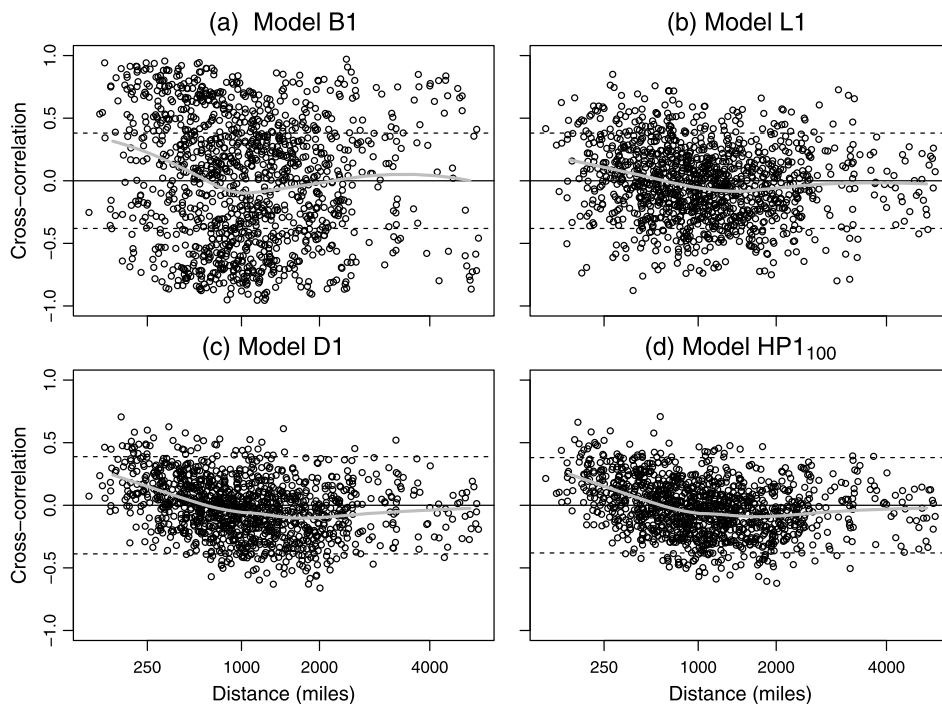 (a) Model B1
(b) Model L1
Cross-correlation
1.0
0.5
0.0
−0.5
−1.0
(c) Model D1
(d) Model HP1₁₀₀
Cross-correlation
1.0
0.5
0.0
−0.5
−1.0
250 1000 2000 4000
250 1000 2000 4000
Distance (miles)
Distance (miles)